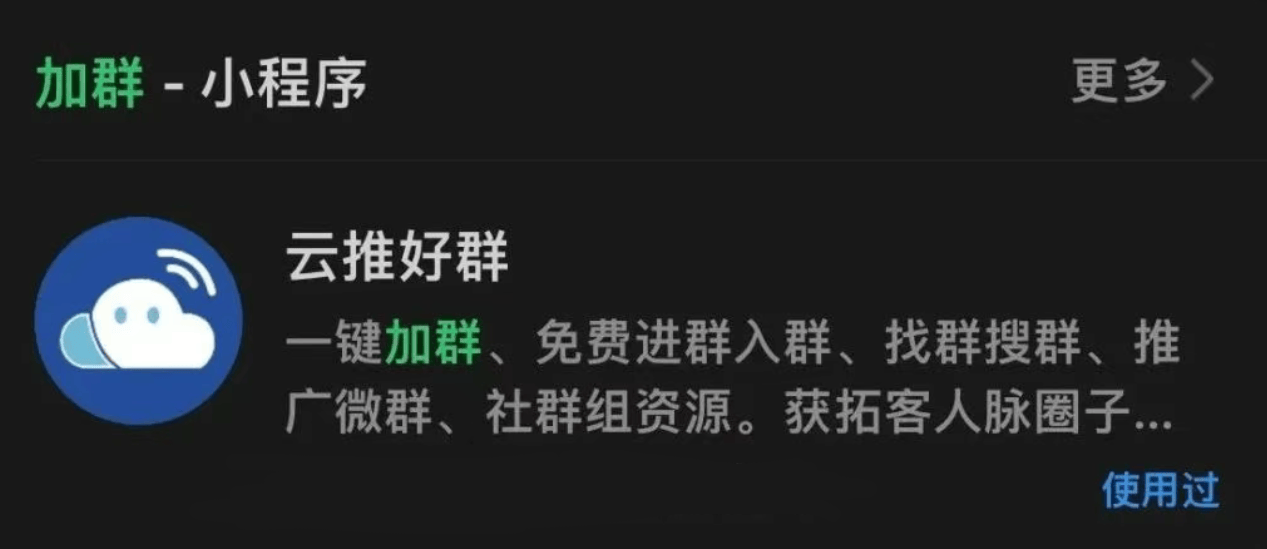 加群 - 小程序
更多
云推好群
一键加群、免费进群入群、找群搜群、推
广微群、社群组资源。获拓客人脉圈子...
使用过